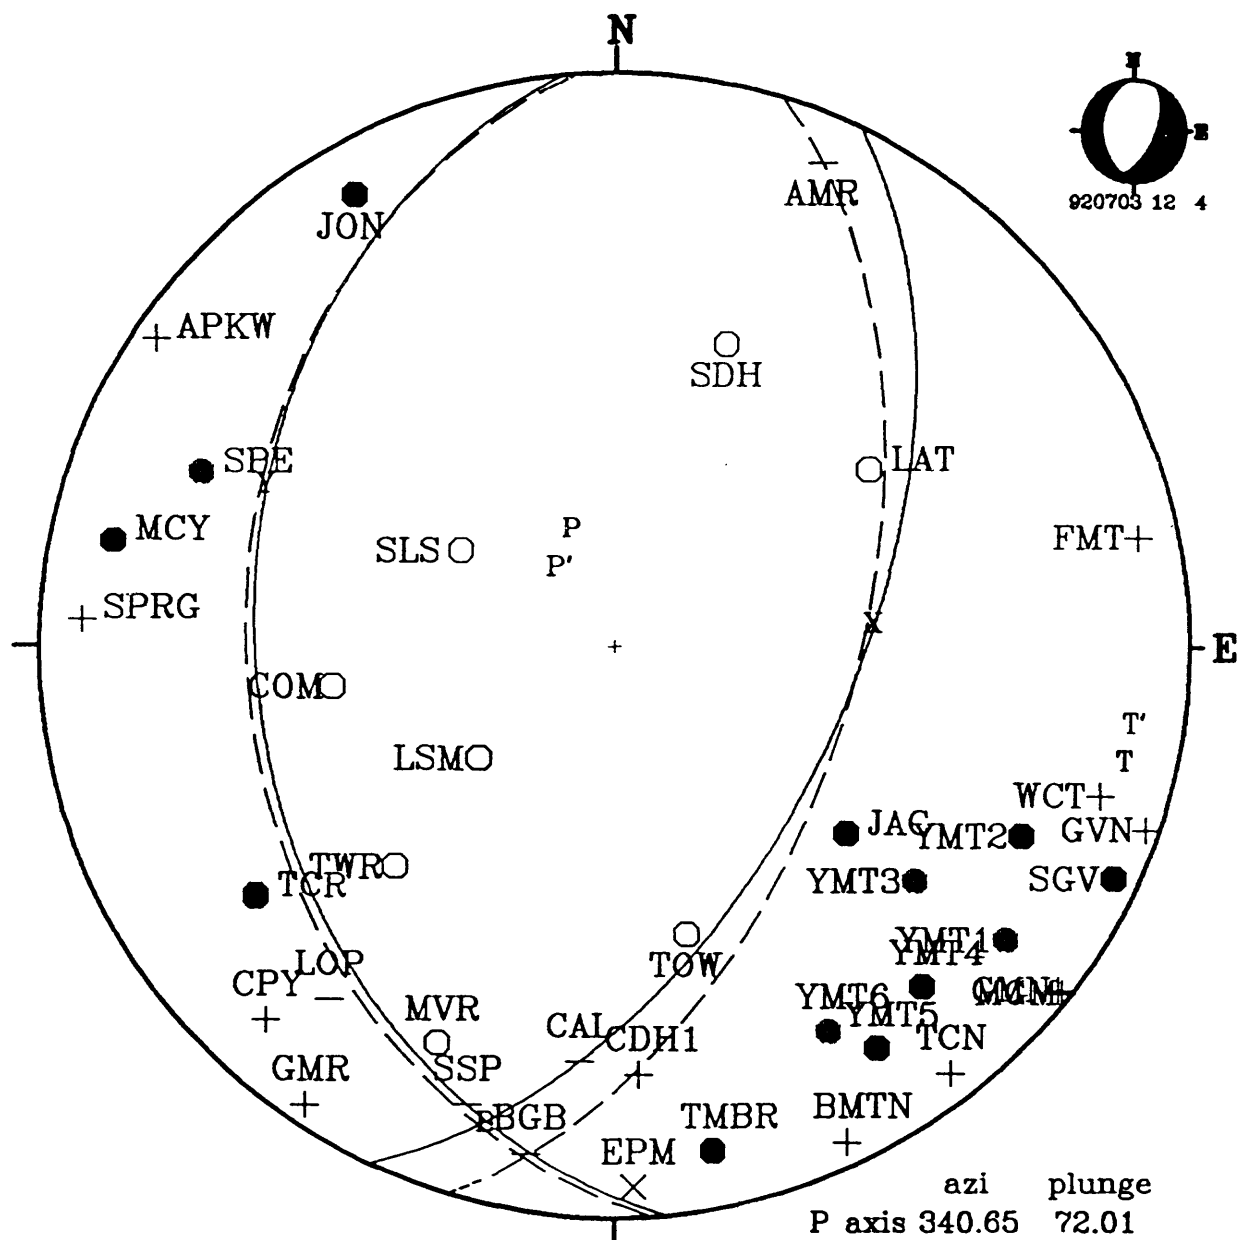 N
N
E
920703 12 4
AMR
JON
APKW
SDH
LAT
MCY
P
FMT
SLS
P'
SPRG
X
E
COM
T'
LSM
T
WCT
JAC
YMT2
GVN
TWR
TCR
YMT3
SGV
YMT1
YMT4
LOP
TOW
CPY
MVR
YMT6
YMT5
CAL
CDH1
TCN
SSP
GMR
BGB
TMBR
BMTN
EPM
azi plunge
P axis 340.65 72.01